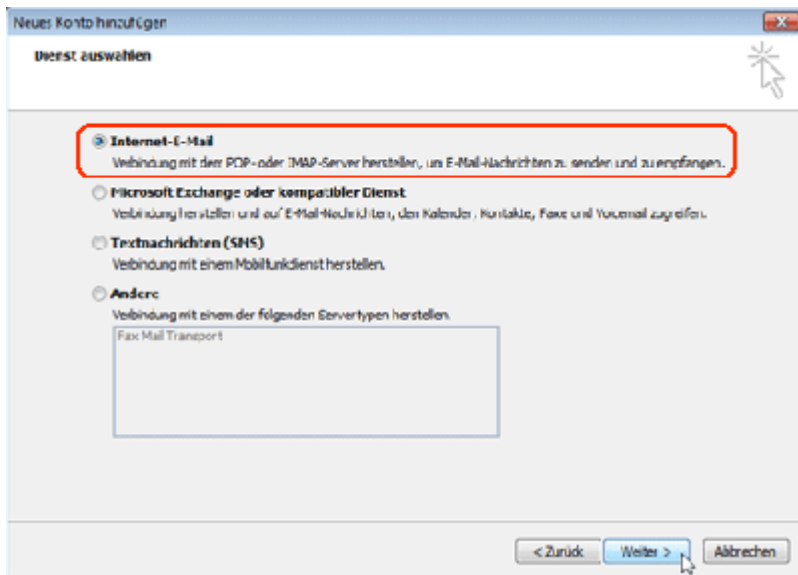 Neues Konto hinzufügen
Dienst auswählen
Internet-E-Mail
Verbindung mit dem POP- oder IMAP-Server herstellen, um E-Mail-Nachrichten zu senden und zu empfangen.
Microsoft Exchange oder kompatibler Dienst
Verbindung herstellen und auf E-Mail-Nachrichten, den Kalender, Kontakte, Faxe und Voicemail zugreifen.
Textnachrichten (SMS)
Verbindung mit einem Mobilfunkdienst herstellen.
Andere
Verbindung mit einem der folgenden Servertypen herstellen.
Fax Mail Transport
< Zurück Weiter > Abbrechen